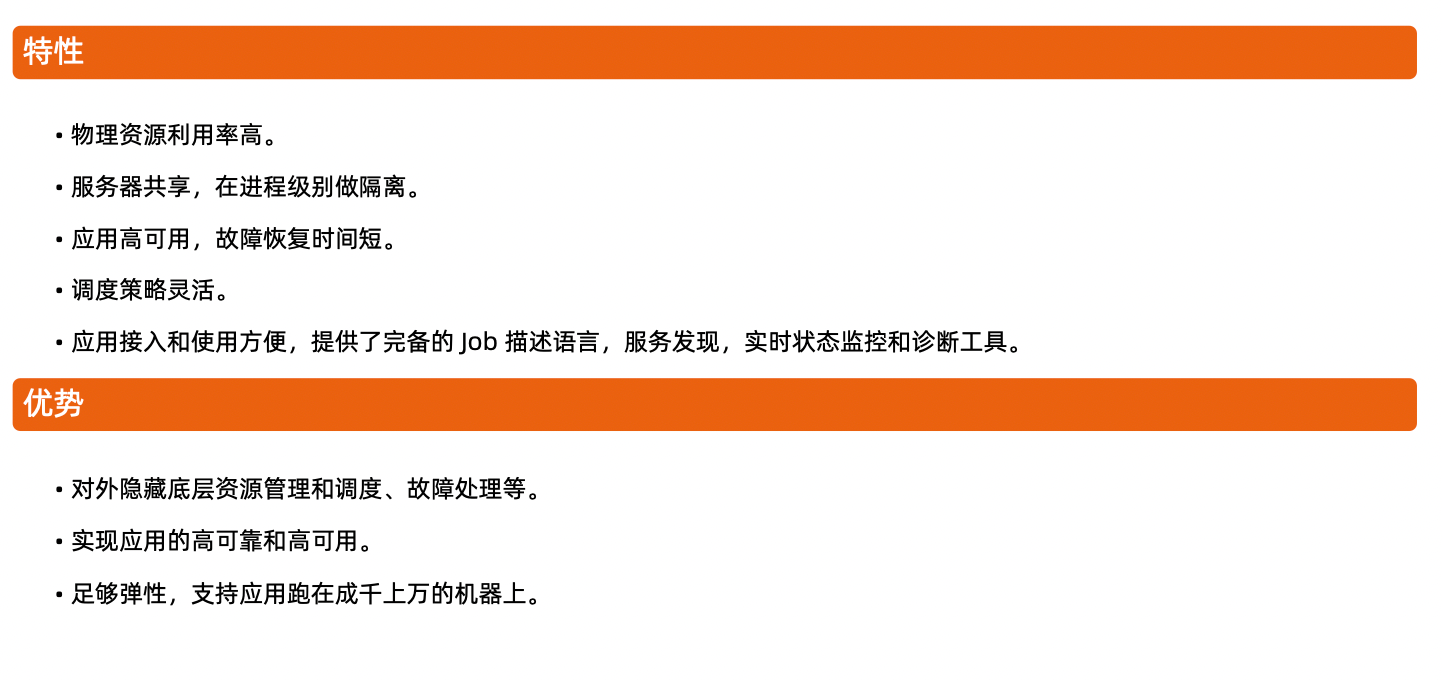 特性
• 物理资源利用率高。
• 服务器共享，在进程级别做隔离。
• 应用高可用，故障恢复时间短。
• 调度策略灵活。
• 应用接入和使用方便，提供了完备的 Job 描述语言，服务发现，实时状态监控和诊断工具。
优势
• 对外隐藏底层资源管理和调度、故障处理等。
• 实现应用的高可靠和高可用。
• 足够弹性，支持应用跑在成千上万的机器上。